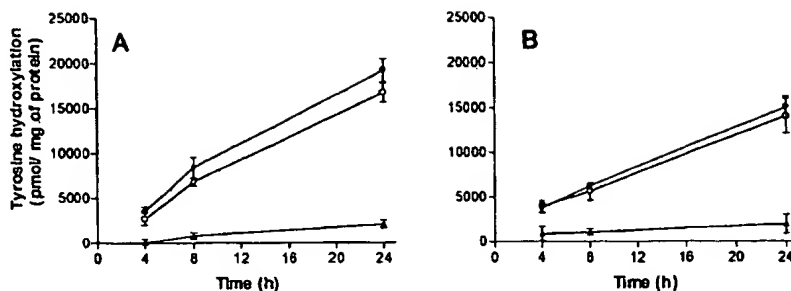 A
B
Tyrosine hydroxylation
(pmol/ mg of protein)
25000
20000
15000
10000
5000
0
0 4 8 12 16 20 24
Time (h)
25000
20000
15000
10000
5000
0
0 4 8 12 16 20 24
Time (h)